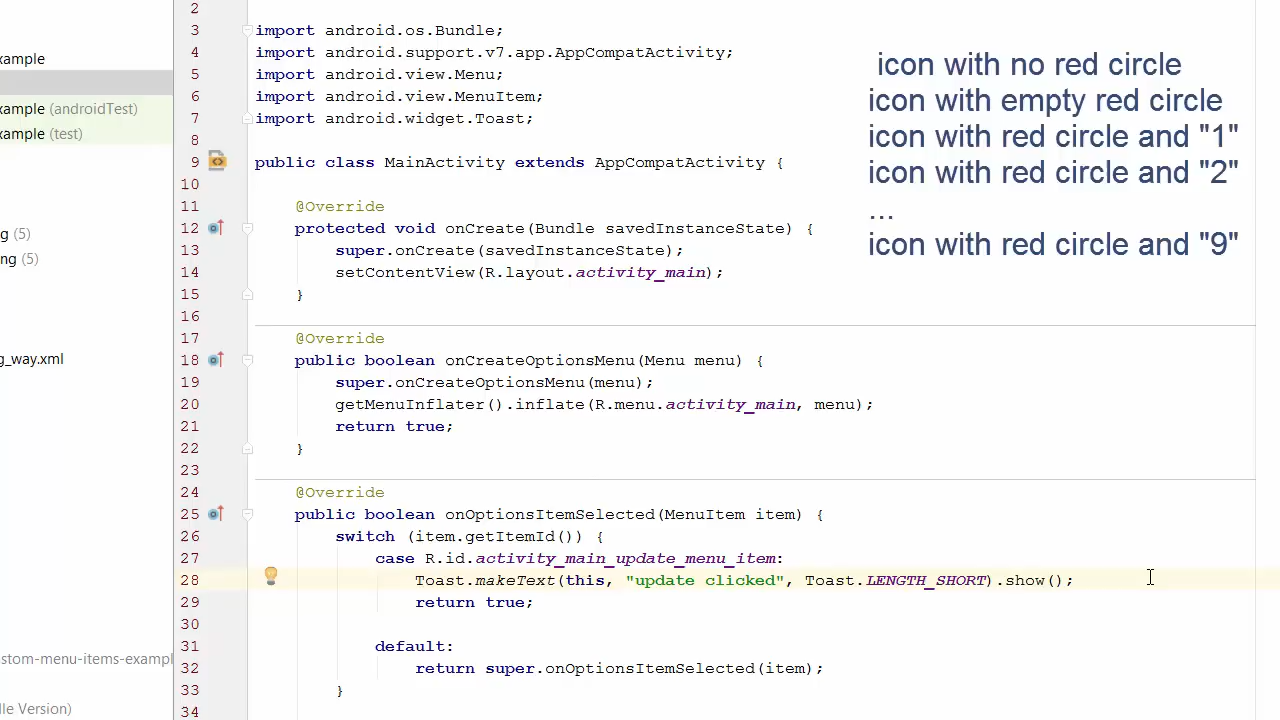 xample
xample (androidTest)
xample (test)
g (5)
ng (5)
g_way.xml
stom-menu-items-exampl
lle Version)
2
3 import android.os.Bundle;
4 import android.support.v7.app.AppCompatActivity;
5 import android.view.Menu;
6 import android.view.MenuItem;
7 import android.widget.Toast;
8
9 public class MainActivity extends AppCompatActivity {
10
11 @Override
12 protected void onCreate(Bundle savedInstanceState) {
13 super.onCreate(savedInstanceState);
14 setContentView(R.layout.activity_main);
15 }
16
17 @Override
18 public boolean onCreateOptionsMenu(Menu menu) {
19 super.onCreateOptionsMenu(menu);
20 getMenuInflater().inflate(R.menu.activity_main, menu);
21 return true;
22 }
23
24 @Override
25 public boolean onOptionsItemSelected(MenuItem item) {
26 switch (item.getItemId()) {
27 case R.id.activity_main_update_menu_item:
28 Toast.makeText(this, "update clicked", Toast.LENGTH_SHORT).show();
29 return true;
30
31 default:
32 return super.onOptionsItemSelected(item);
33 }
34
icon with no red circle
icon with empty red circle
icon with red circle and "1"
icon with red circle and "2"
...
icon with red circle and "9"